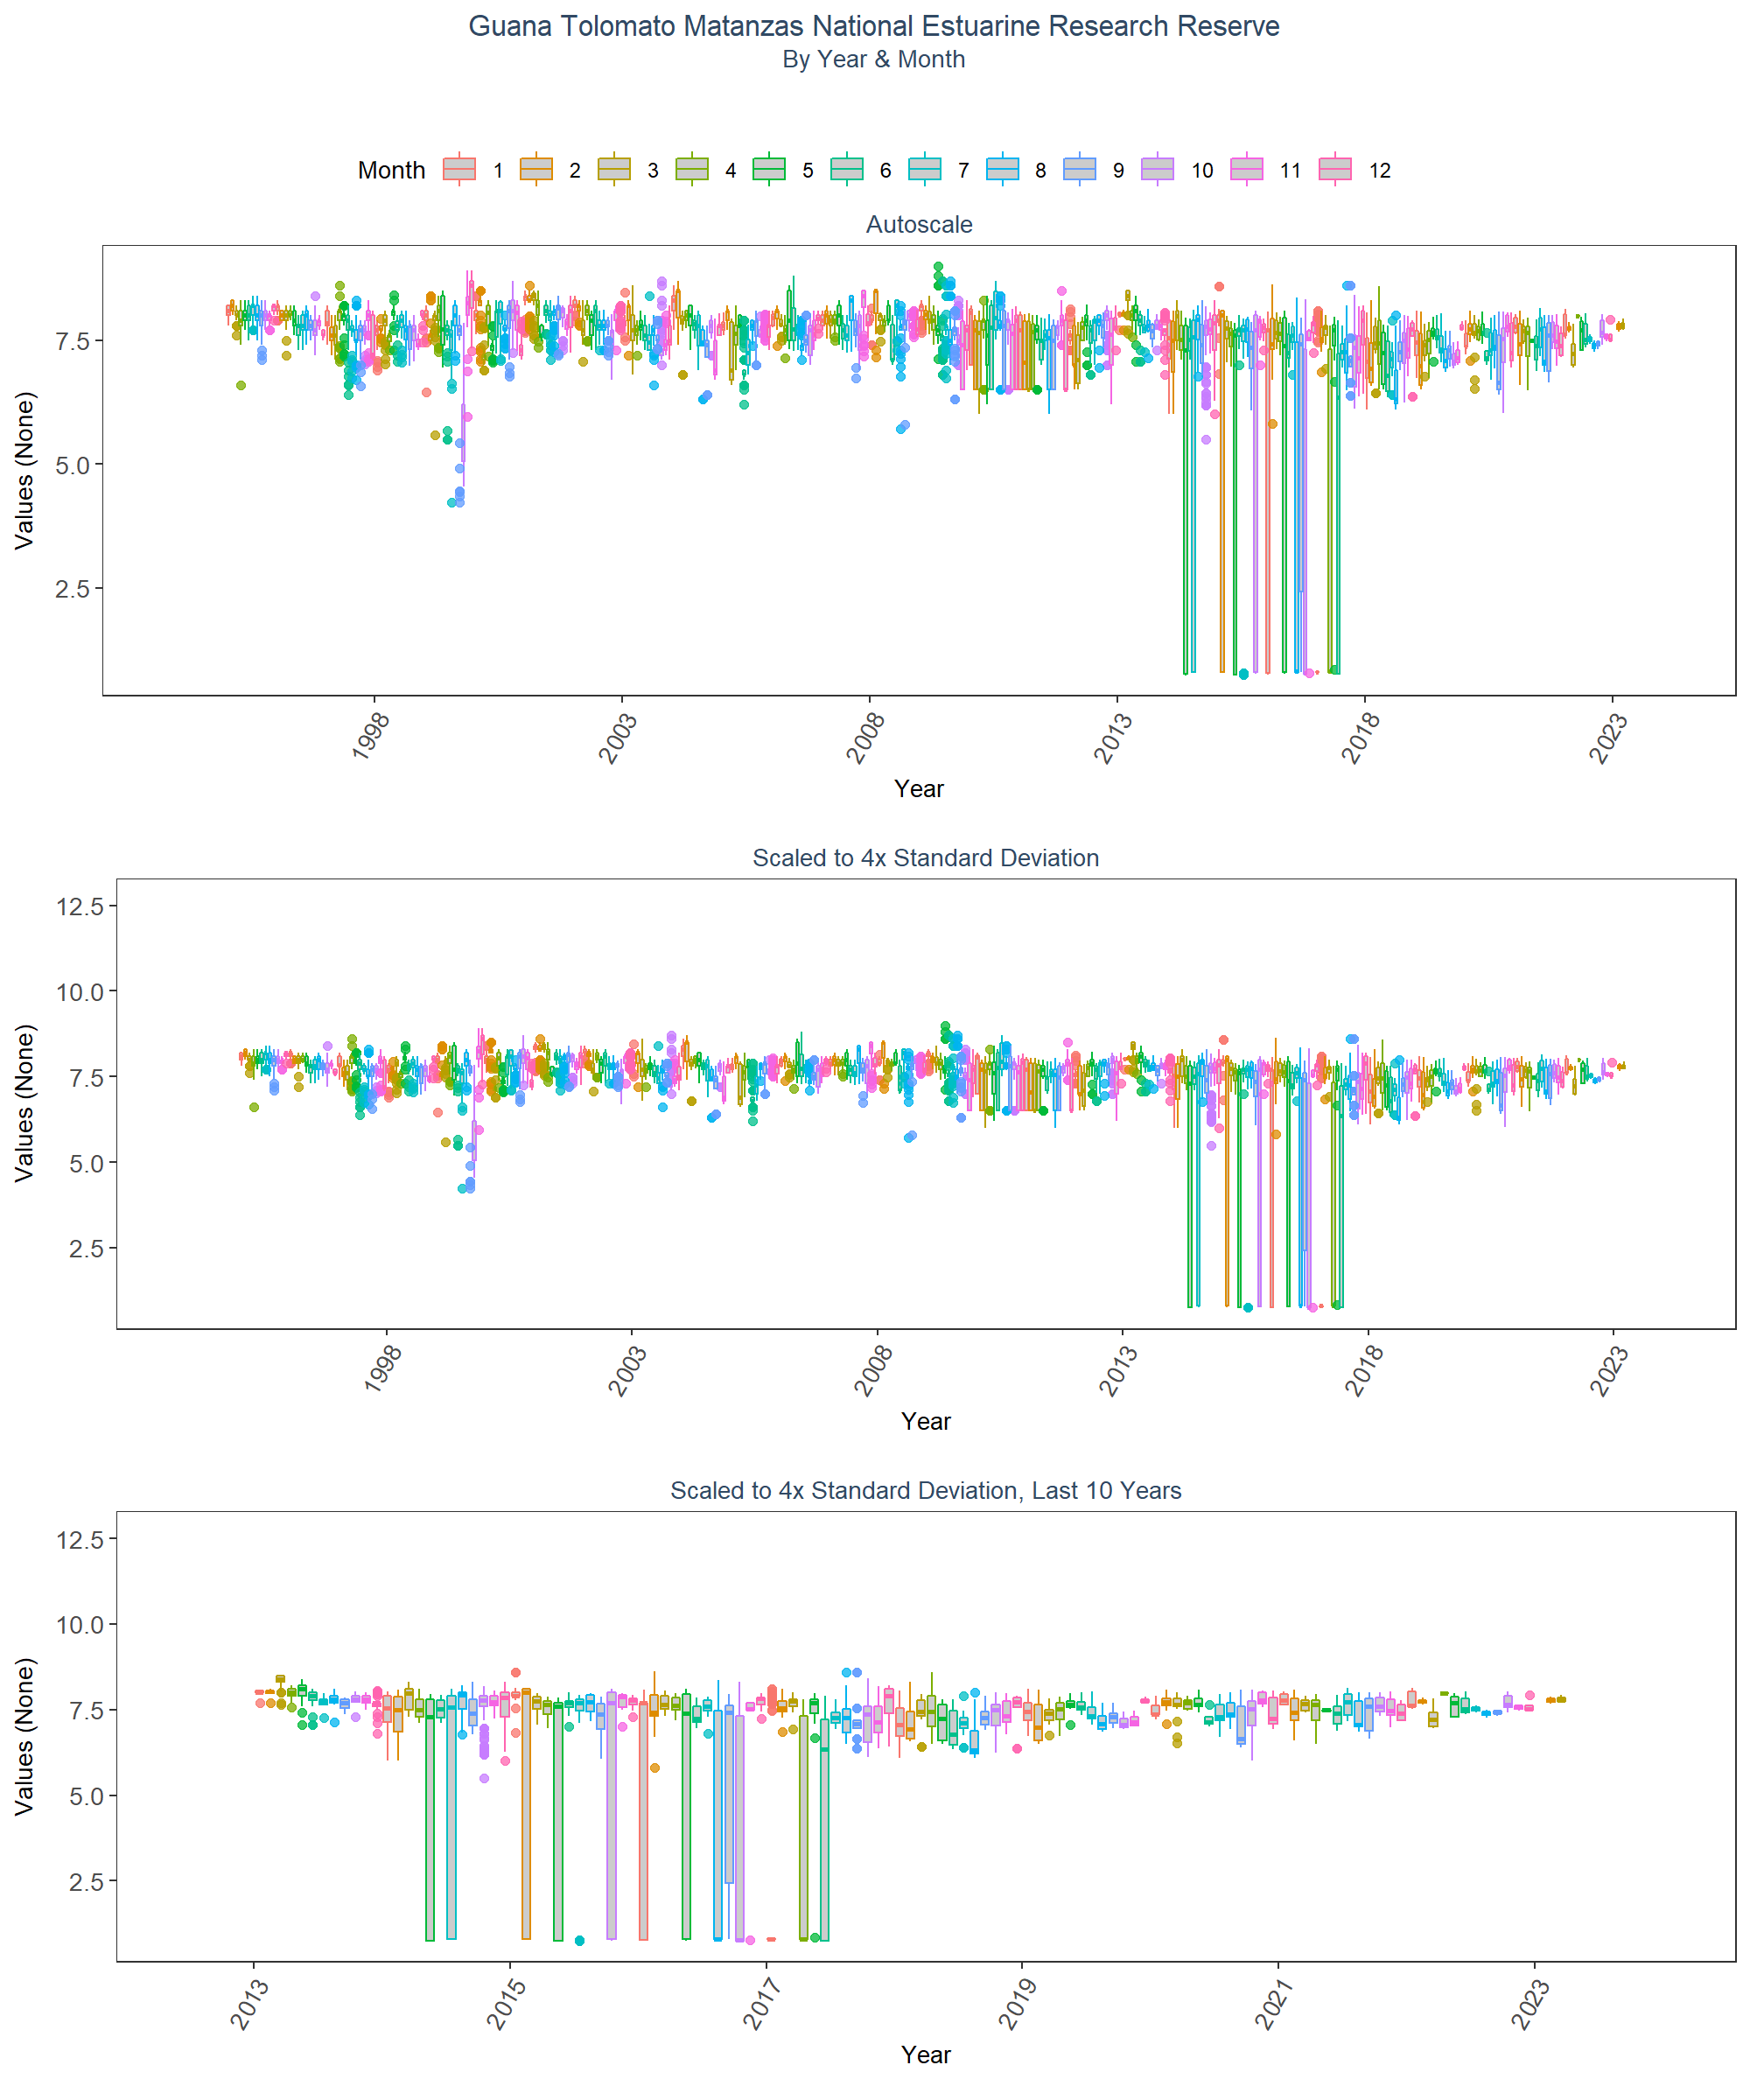 Guana Tolomato Matanzas National Estuarine Research Reserve
By Year & Month
Month 1 2 3 4 5 6 7 8 9 10 11 12
Autoscale
Values (None)
7.5
5.0
2.5
1998 2003 2008 2013 2018 2023
Year
Scaled to 4x Standard Deviation
Values (None)
12.5
10.0
7.5
5.0
2.5
1998 2003 2008 2013 2018 2023
Year
Scaled to 4x Standard Deviation, Last 10 Years
Values (None)
12.5
10.0
7.5
5.0
2.5
2013 2015 2017 2019 2021 2023
Year